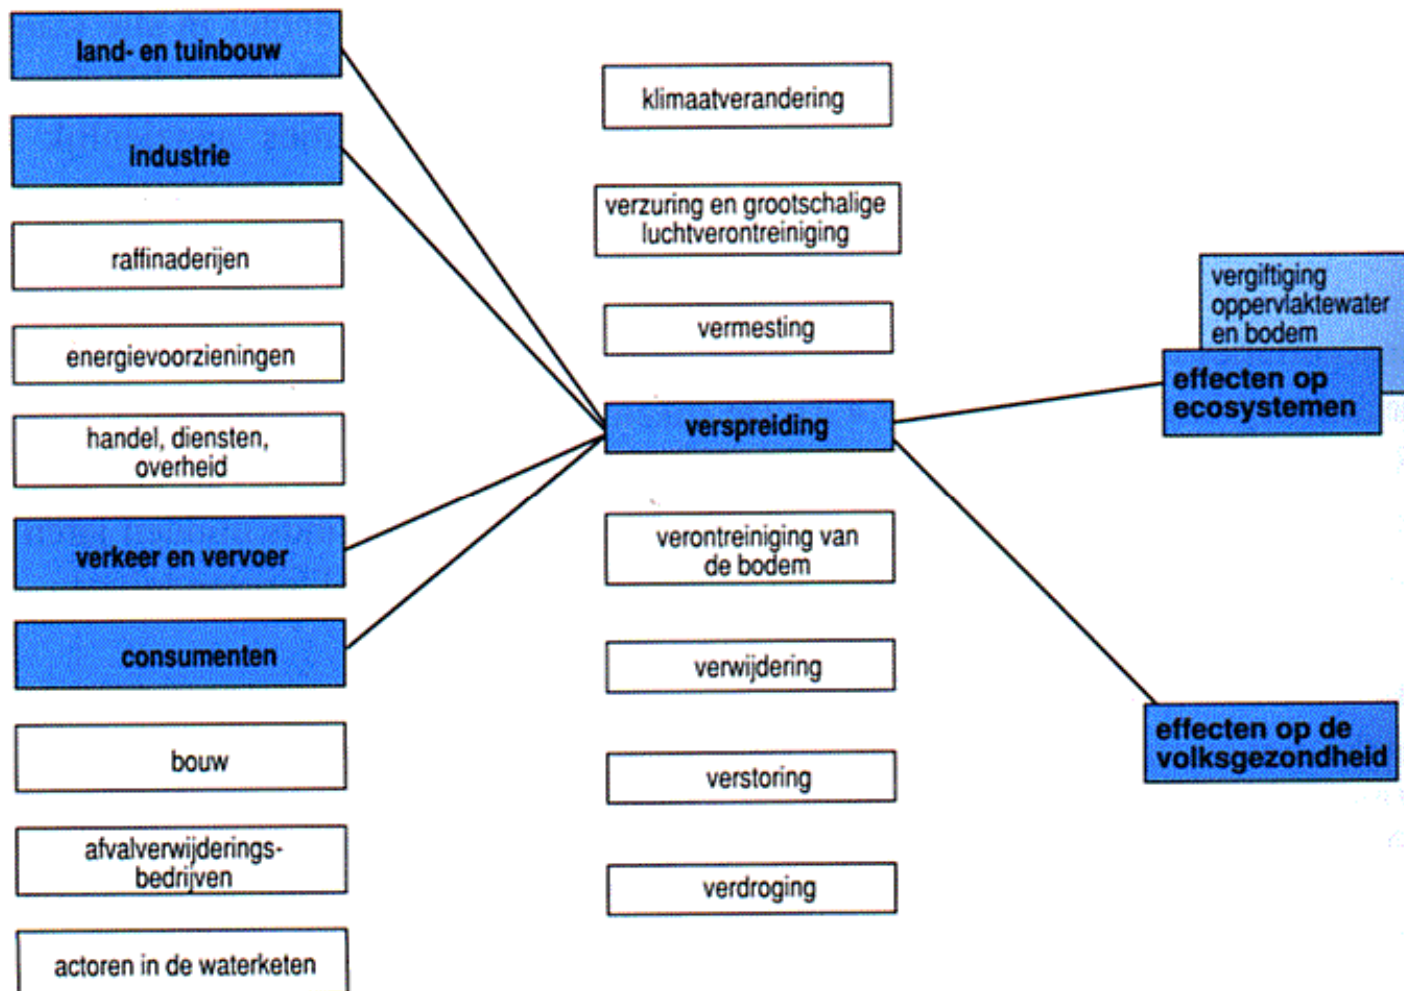 land- en tuinbouw
industrie
raffinaderijen
energievoorzieningen
handel, diensten,
overheid
verkeer en vervoer
consumenten
bouw
afvalverwijderings-
bedrijven
actoren in de waterketen
klimaatverandering
verzuring en grootschalige
luchtverontreiniging
vermesting
verspreiding
verontreiniging van
de bodem
verwijdering
verstoring
verdroging
vergiftiging
oppervlaktewater
en bodem
effecten op
ecosystemen
effecten op de
volksgezondheid